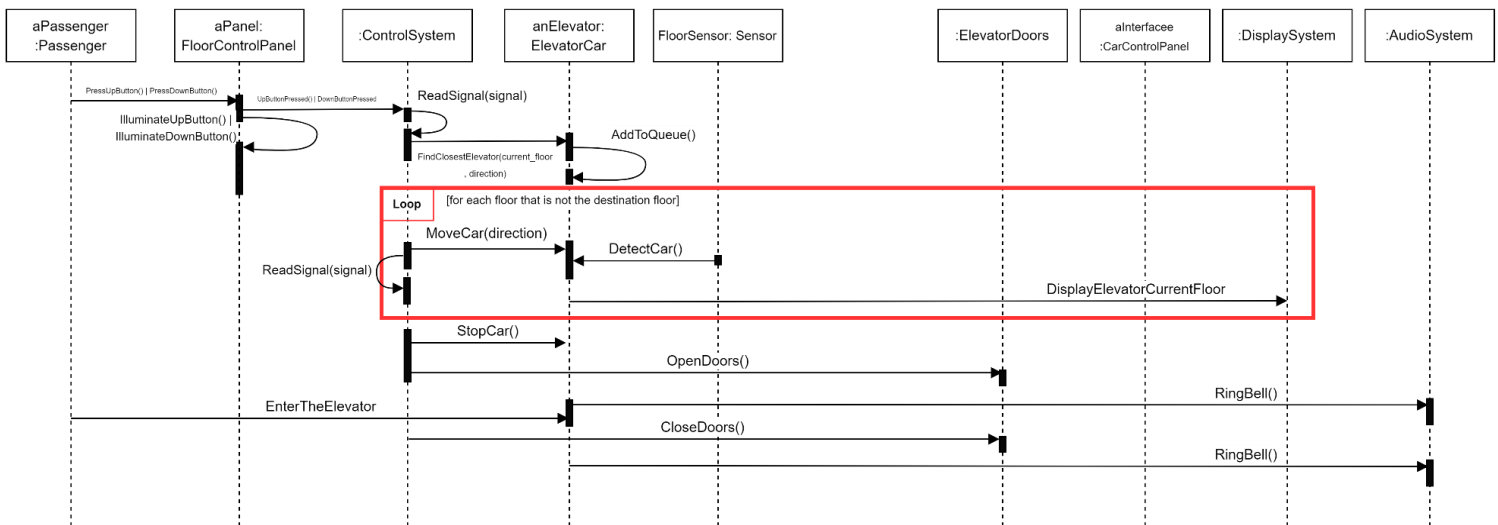 aPassenger
:Passenger
aPanel:
FloorControlPanel
:ControlSystem
anElevator:
ElevatorCar
FloorSensor: Sensor
:ElevatorDoors
aInterfacee
:CarControlPanel
:DisplaySystem
:AudioSystem
PressUpButton() | PressDownButton()
UpButtonPressed() | DownButtonPressed
ReadSignal(signal)
IlluminateUpButton() |
IlluminateDownButton()
AddToQueue()
FindClosestElevator(current_floor
, direction)
Loop
[for each floor that is not the destination floor]
MoveCar(direction)
DetectCar()
ReadSignal(signal)
DisplayElevatorCurrentFloor
StopCar()
OpenDoors()
RingBell()
EnterTheElevator
CloseDoors()
RingBell()